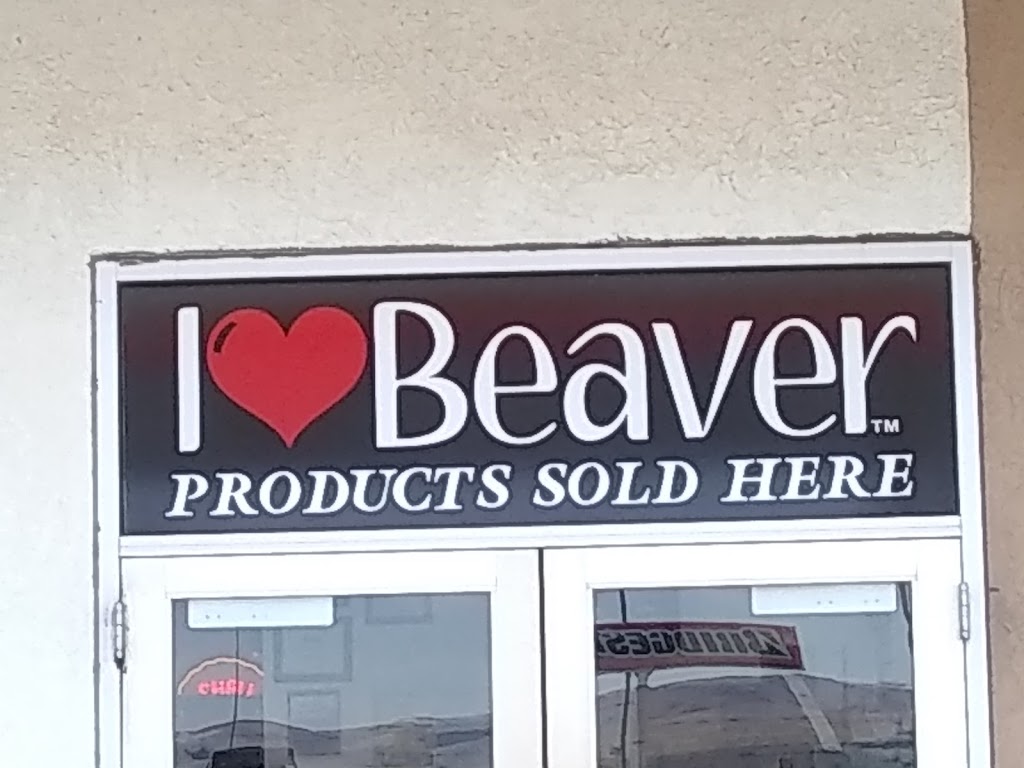 I ❤ Beaver™
PRODUCTS SOLD HERE